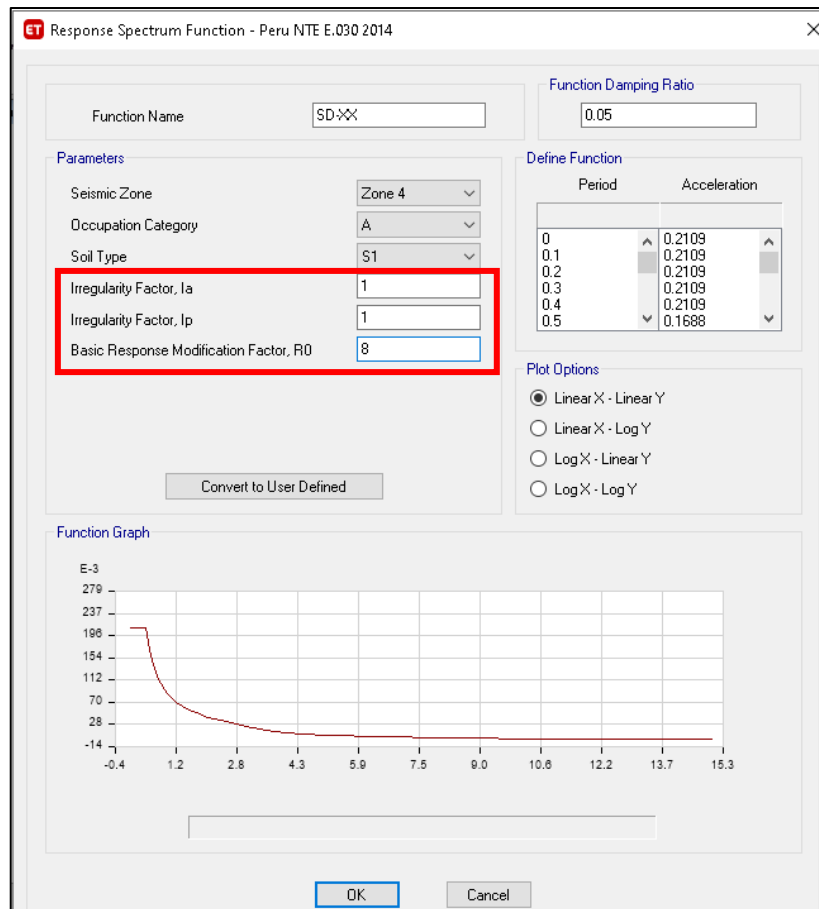 ET Response Spectrum Function - Peru NTE E.030 2014
Function Name
SD-XX
Function Damping Ratio
0.05
Parameters
Seismic Zone
Zone 4
Occupation Category
A
Soil Type
S1
Irregularity Factor, Ia
1
Irregularity Factor, Ip
1
Basic Response Modification Factor, R0
8
Convert to User Defined
Define Function
Period Acceleration
0 0.2109
0.1 0.2109
0.2 0.2109
0.3 0.2109
0.4 0.2109
0.5 0.1688
Plot Options
Linear X - Linear Y
Linear X - Log Y
Log X - Linear Y
Log X - Log Y
Function Graph
E-3
279
237
196
154
112
70
28
-14
-0.4 1.2 2.8 4.3 5.9 7.5 9.0 10.6 12.2 13.7 15.3
OK Cancel